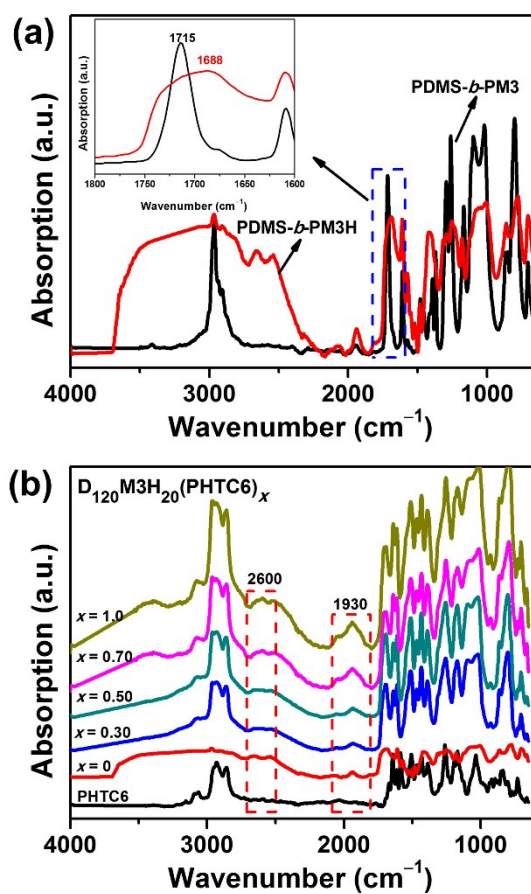 (a)
1715
1688
Absorption (a.u.)
1800 1750 1700 1650 1600
Wavenumber (cm⁻¹)
PDMS-b-PM3
PDMS-b-PM3H
Absorption (a.u.)
4000 3000 2000 1000
Wavenumber (cm⁻¹)
(b)
D₁₂₀M3H₂₀(PHTC6)ₓ
2600
1930
x = 1.0
x = 0.70
x = 0.50
x = 0.30
x = 0
PHTC6
Absorption (a.u.)
4000 3000 2000 1000
Wavenumber (cm⁻¹)